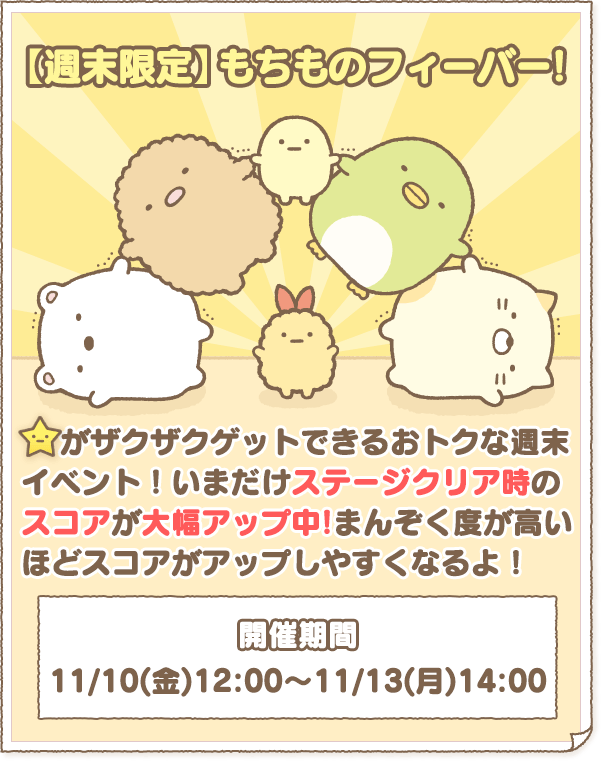 【週末限定】もちものフィーバー!
がザクザクゲットできるおトクな週末
イベント！いまだけステージクリア時の
スコアが大幅アップ中!まんぞく度が高い
ほどスコアがアップしやすくなるよ！
開催期間
11/10(金)12:00～11/13(月)14:00